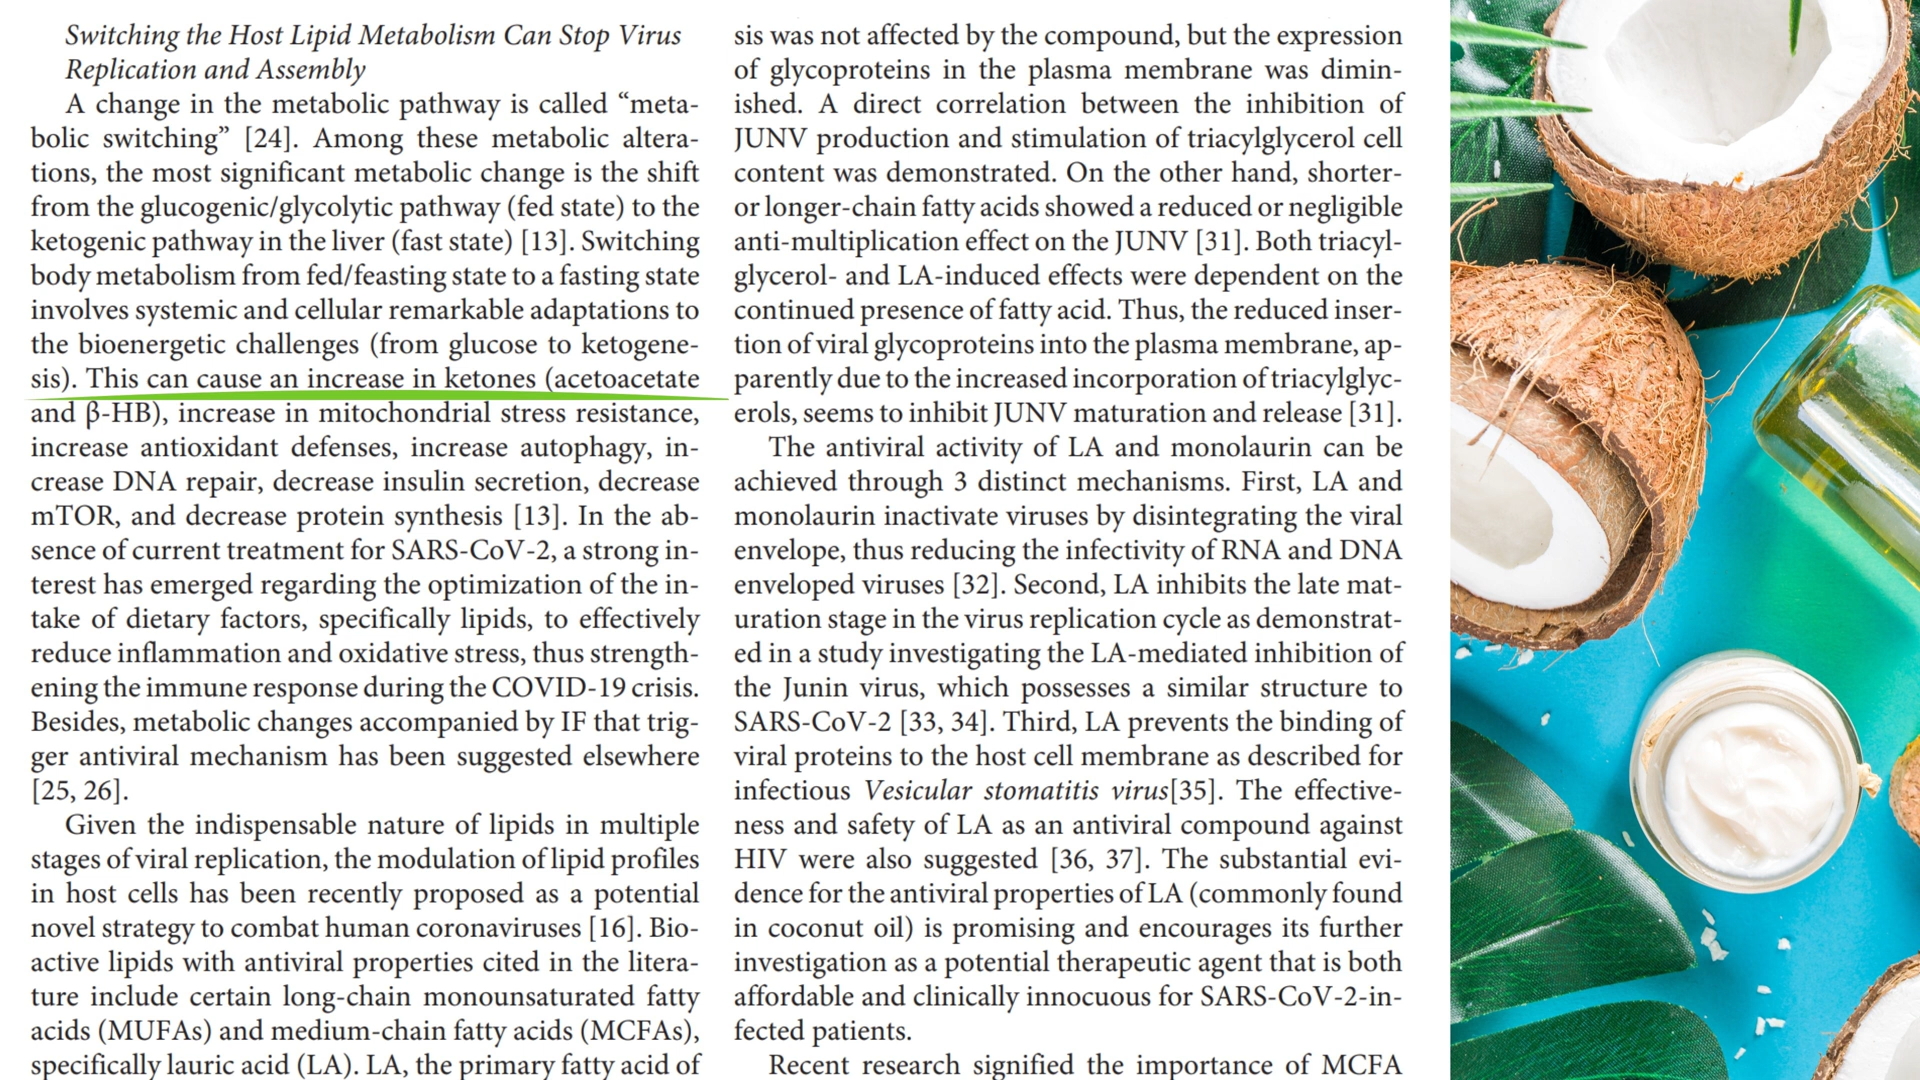 Switching the Host Lipid Metabolism Can Stop Virus
Replication and Assembly
A change in the metabolic pathway is called “meta-
bolic switching” [24]. Among these metabolic altera-
tions, the most significant metabolic change is the shift
from the glucogenic/glycolytic pathway (fed state) to the
ketogenic pathway in the liver (fast state) [13]. Switching
body metabolism from fed/feasting state to a fasting state
involves systemic and cellular remarkable adaptations to
the bioenergetic challenges (from glucose to ketogene-
sis). This can cause an increase in ketones (acetoacetate
and β-HB), increase in mitochondrial stress resistance,
increase antioxidant defenses, increase autophagy, in-
crease DNA repair, decrease insulin secretion, decrease
mTOR, and decrease protein synthesis [13]. In the ab-
sence of current treatment for SARS-CoV-2, a strong in-
terest has emerged regarding the optimization of the in-
take of dietary factors, specifically lipids, to effectively
reduce inflammation and oxidative stress, thus strength-
ening the immune response during the COVID-19 crisis.
Besides, metabolic changes accompanied by IF that trig-
ger antiviral mechanism has been suggested elsewhere
[25, 26].
Given the indispensable nature of lipids in multiple
stages of viral replication, the modulation of lipid profiles
in host cells has been recently proposed as a potential
novel strategy to combat human coronaviruses [16]. Bio-
active lipids with antiviral properties cited in the litera-
ture include certain long-chain monounsaturated fatty
acids (MUFAs) and medium-chain fatty acids (MCFAs),
specifically lauric acid (LA). LA, the primary fatty acid of
sis was not affected by the compound, but the expression
of glycoproteins in the plasma membrane was dimin-
ished. A direct correlation between the inhibition of
JUNV production and stimulation of triacylglycerol cell
content was demonstrated. On the other hand, shorter-
or longer-chain fatty acids showed a reduced or negligible
anti-multiplication effect on the JUNV [31]. Both triacyl-
glycerol- and LA-induced effects were dependent on the
continued presence of fatty acid. Thus, the reduced inser-
tion of viral glycoproteins into the plasma membrane, ap-
parently due to the increased incorporation of triacylglyc-
erols, seems to inhibit JUNV maturation and release [31].
The antiviral activity of LA and monolaurin can be
achieved through 3 distinct mechanisms. First, LA and
monolaurin inactivate viruses by disintegrating the viral
envelope, thus reducing the infectivity of RNA and DNA
enveloped viruses [32]. Second, LA inhibits the late mat-
uration stage in the virus replication cycle as demonstrat-
ed in a study investigating the LA-mediated inhibition of
the Junin virus, which possesses a similar structure to
SARS-CoV-2 [33, 34]. Third, LA prevents the binding of
viral proteins to the host cell membrane as described for
infectious Vesicular stomatitis virus[35]. The effective-
ness and safety of LA as an antiviral compound against
HIV were also suggested [36, 37]. The substantial evi-
dence for the antiviral properties of LA (commonly found
in coconut oil) is promising and encourages its further
investigation as a potential therapeutic agent that is both
affordable and clinically innocuous for SARS-CoV-2-in-
fected patients.
Recent research signified the importance of MCFA